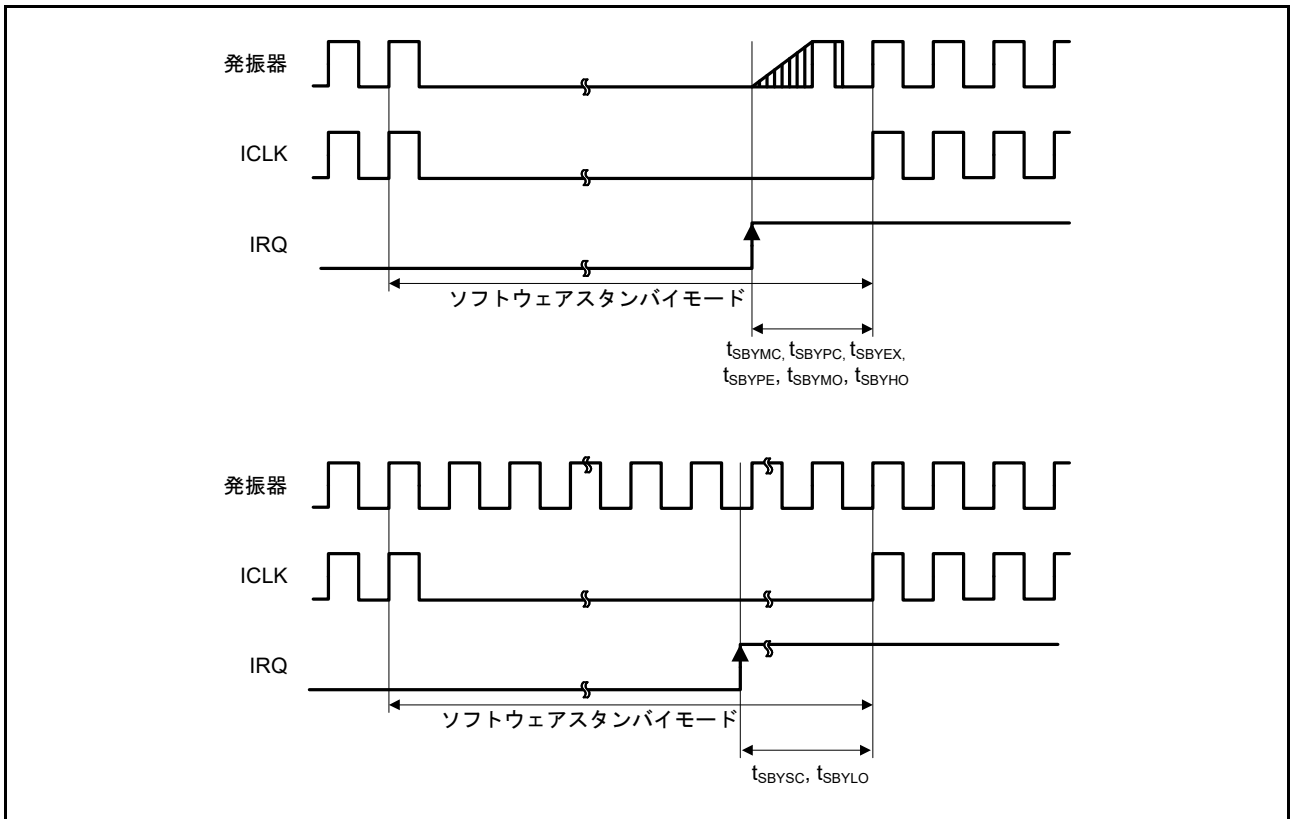 発振器
ICLK
IRQ
ソフトウェアスタンバイモード
tSBYMC, tSBYPC, tSBYEX,
tSBYPE, tSBYMO, tSBYHO
発振器
ICLK
IRQ
ソフトウェアスタンバイモード
tSBYSC, tSBYLO